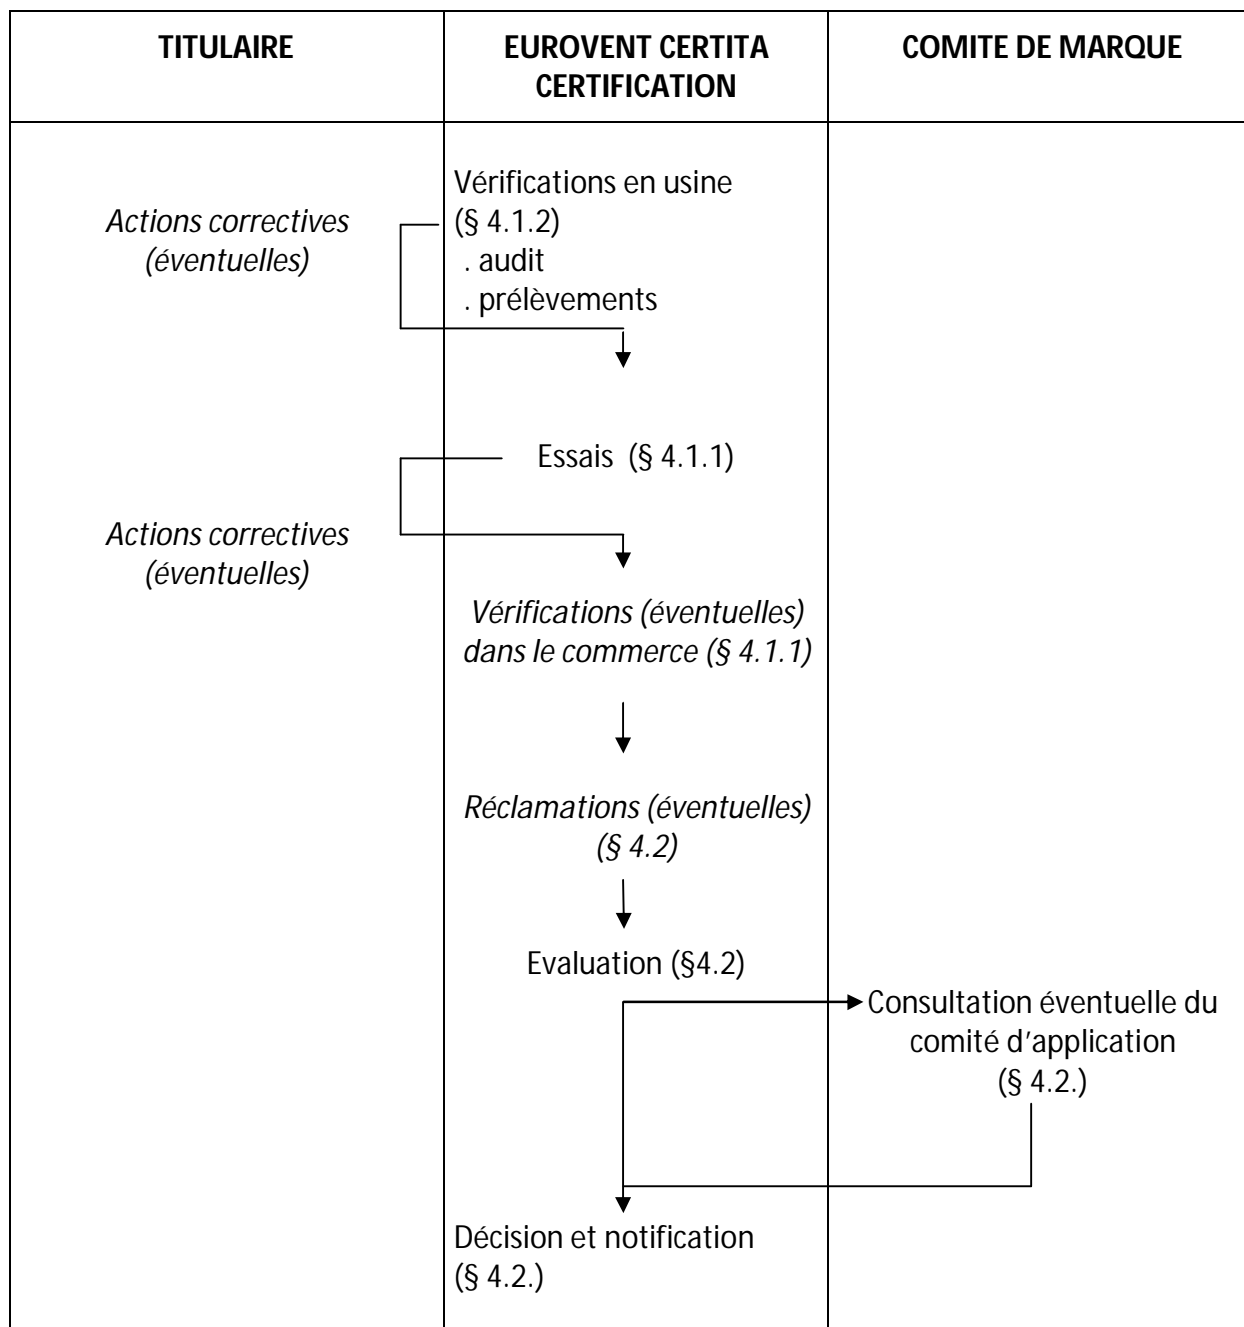 TITULAIRE
EUROVENT CERTITA
CERTIFICATION
COMITE DE MARQUE
Vérifications en usine
(§ 4.1.2)
. audit
. prélèvements
Actions correctives
(éventuelles)
Essais (§ 4.1.1)
Actions correctives
(éventuelles)
Vérifications (éventuelles)
dans le commerce (§ 4.1.1)
Réclamations (éventuelles)
(§ 4.2)
Evaluation (§4.2)
Consultation éventuelle du
comité d’application
(§ 4.2.)
Décision et notification
(§ 4.2.)